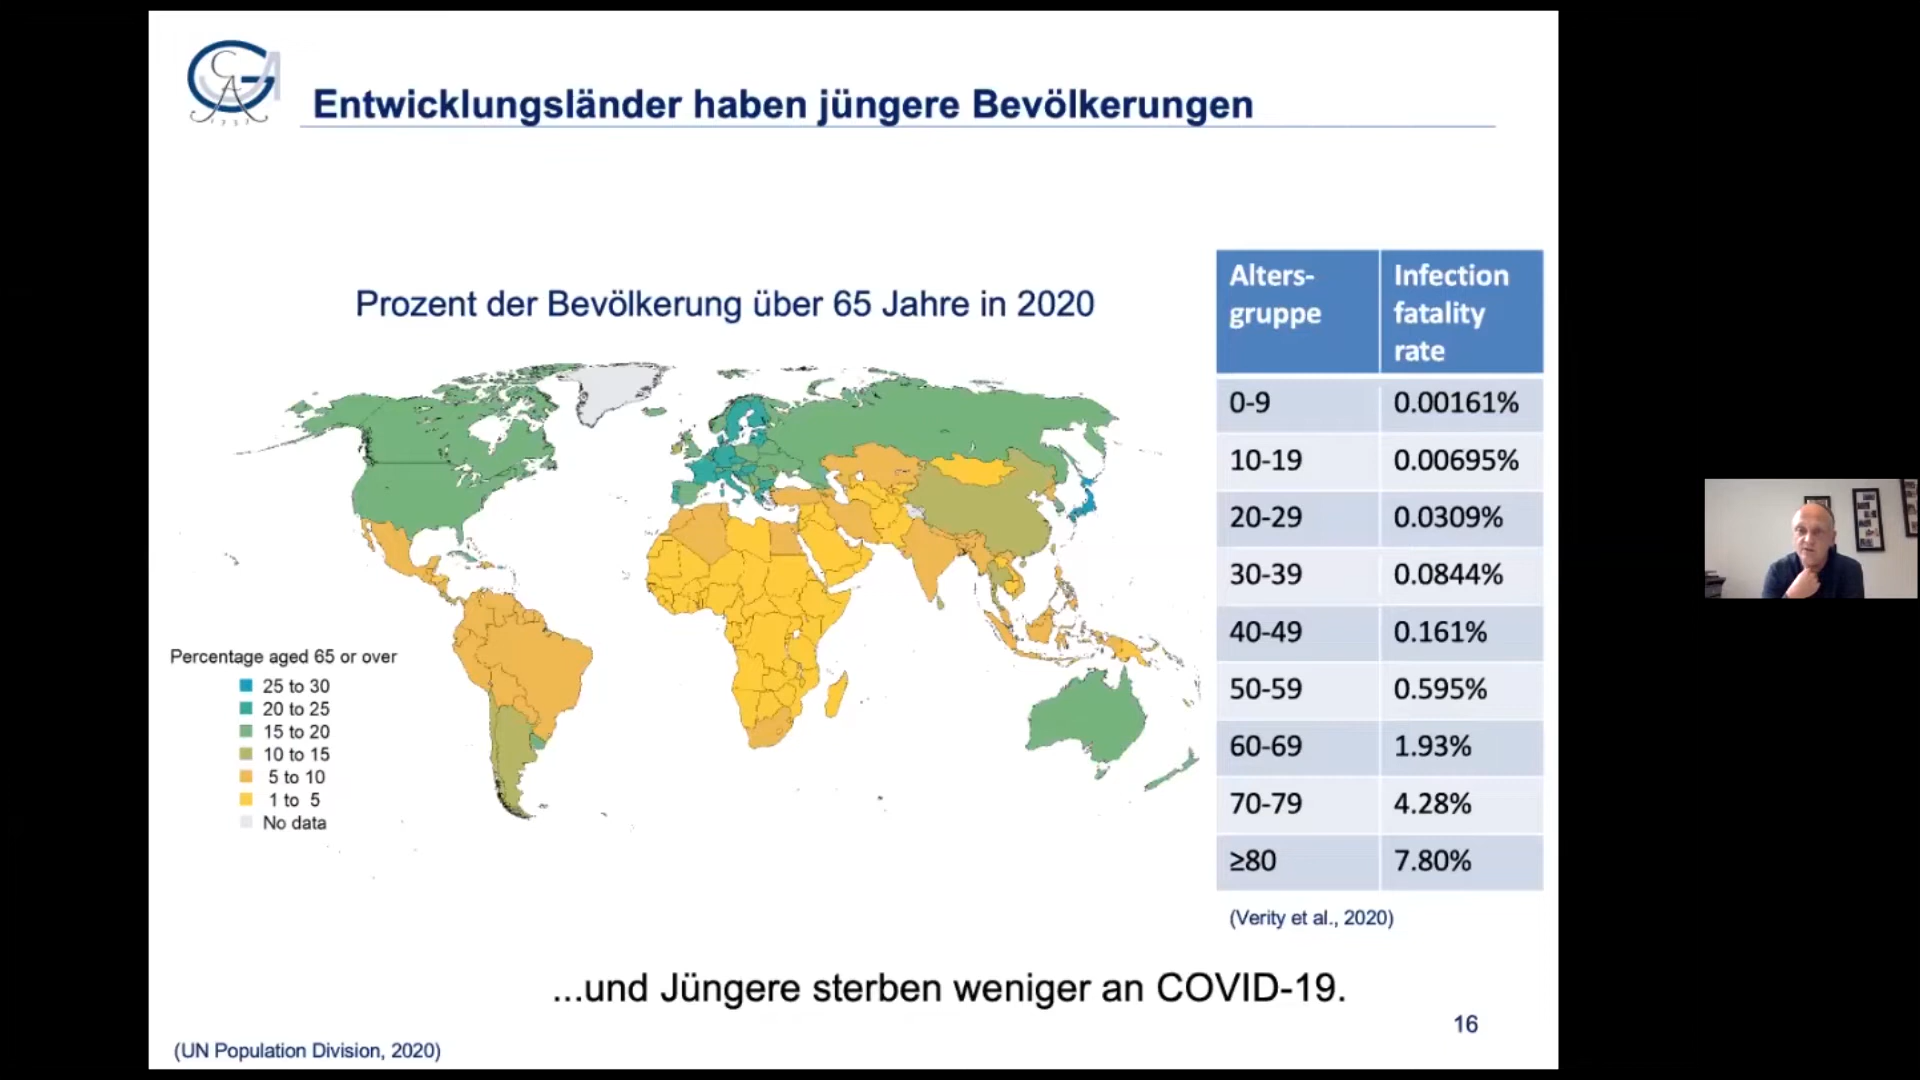 Entwicklungsländer haben jüngere Bevölkerungen
Prozent der Bevölkerung über 65 Jahre in 2020
Percentage aged 65 or over
25 to 30
20 to 25
15 to 20
10 to 15
5 to 10
1 to 5
No data
Alters-
gruppe
Infection
fatality
rate
0-9 0.00161%
10-19 0.00695%
20-29 0.0309%
30-39 0.0844%
40-49 0.161%
50-59 0.595%
60-69 1.93%
70-79 4.28%
≥80 7.80%
(Verity et al., 2020)
...und Jüngere sterben weniger an COVID-19.
16
(UN Population Division, 2020)